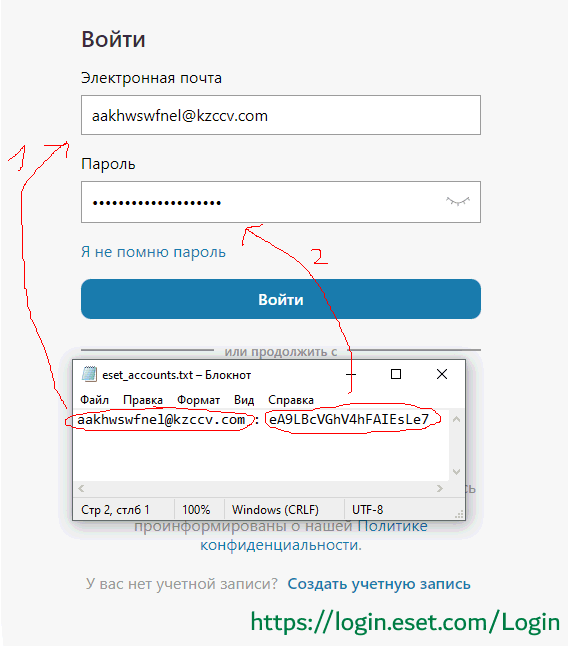 Войти
Электронная почта
aakhwswfnel@kzccv.com
1
Пароль
Я не помню пароль
2
Войти
или продолжить с
eset_accounts.txt – Блокнот
Файл Правка Формат Вид Справка
aakhwswfnel@kzccv.com : eA9LBcVGhV4hFAIEsLe7
Стр 2, стлб 1 100% Windows (CRLF) UTF-8
проинформированы о нашей Политике
конфиденциальности.
У вас нет учетной записи? Создать учетную запись
https://login.eset.com/Login